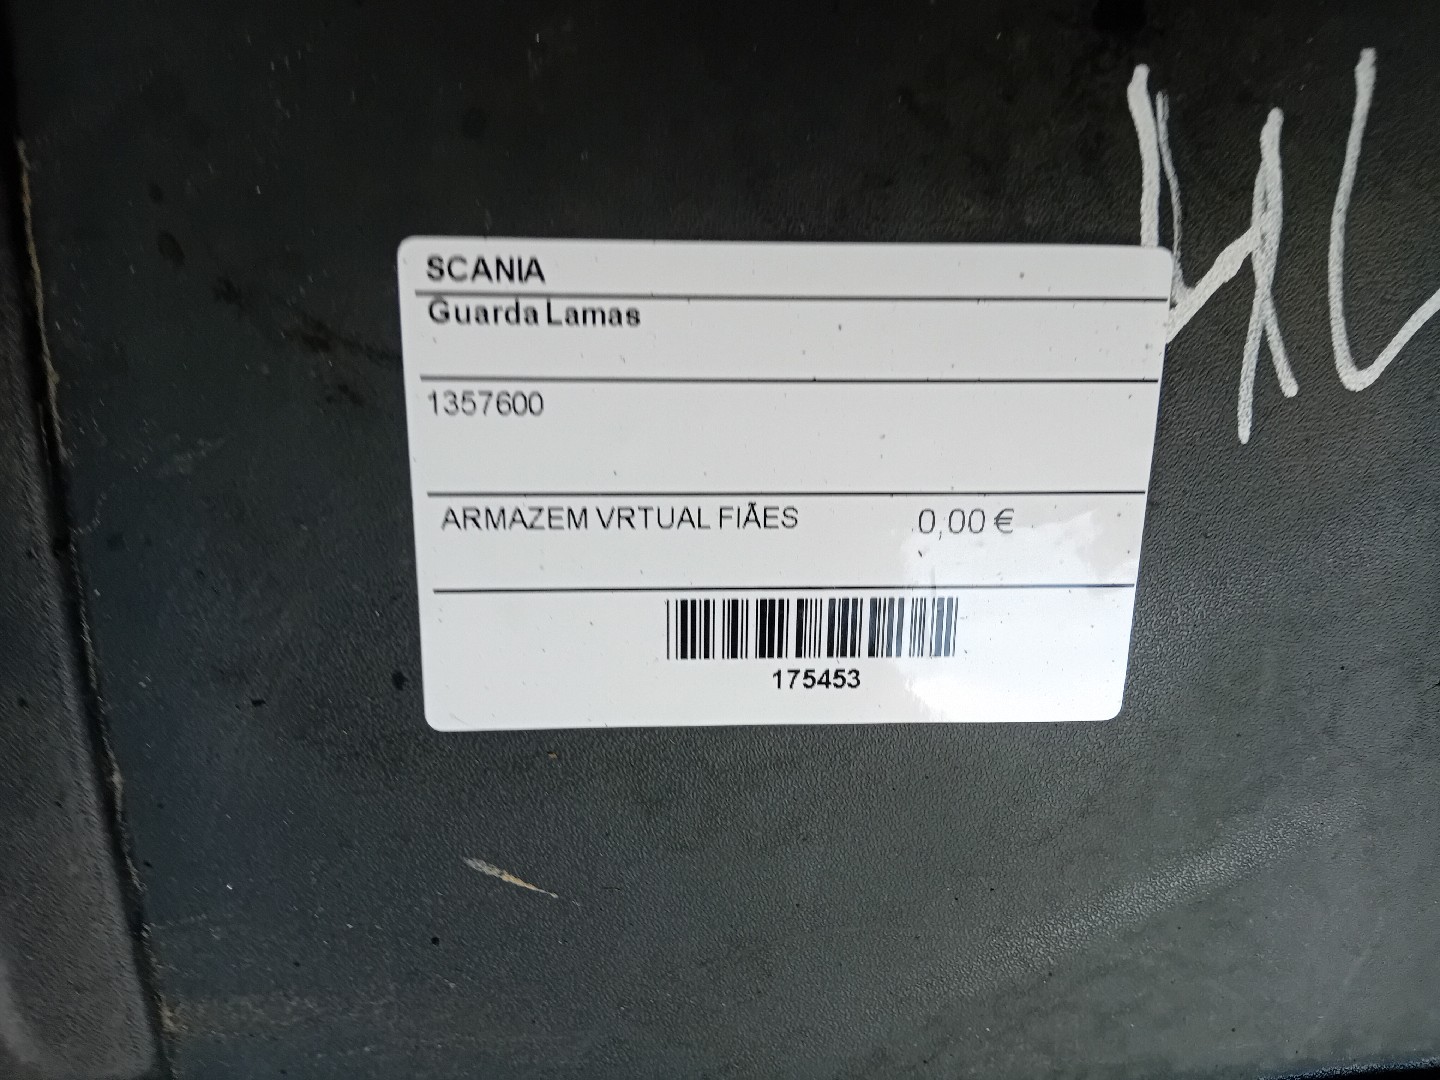 SCANIA
Guarda Lamas
1357600
ARMAZEM VRTUAL FIÃES 0,00 €
175453